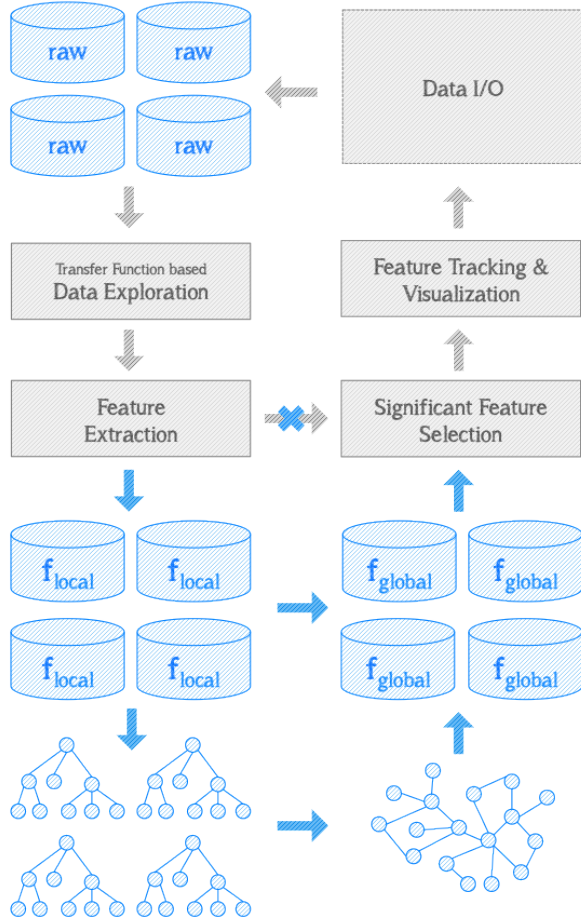 raw raw
Data I/O
raw raw
Transfer Function based
Data Exploration
Feature Tracking &
Visualization
Feature
Extraction
Significant Feature
Selection
flocal flocal
fglobal fglobal
flocal flocal
fglobal fglobal